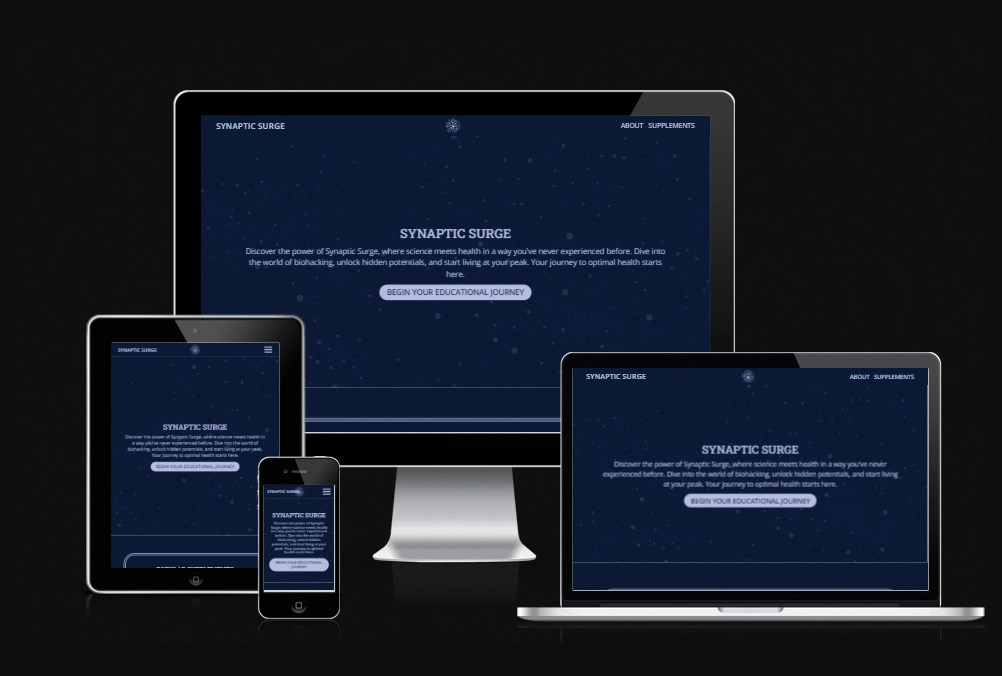 SYNAPTIC SURGE
ABOUT SUPPLEMENTS
SYNAPTIC SURGE
Discover the power of Synaptic Surge, where science meets health in a way you've never experienced before. Dive into
the world of biohacking, unlock hidden potentials, and start living at your peak. Your journey to optimal health starts
here.
BEGIN YOUR EDUCATIONAL JOURNEY
SYNAPTIC SURGE
SYNAPTIC SURGE
Discover the power of Synaptic Surge, where science meets health in
a way you've never experienced before. Dive into the world of
biohacking, unlock hidden potentials, and start living at your peak.
Your journey to optimal health starts here.
BEGIN YOUR EDUCATIONAL JOURNEY
SYNAPTIC SURGE
SYNAPTIC SURGE
Discover the power of Synaptic
Surge, where science meets health
in a way you've never experienced
before. Dive into the world of
biohacking, unlock hidden
potentials, and start living at your
peak. Your journey to optimal
health starts here.
BEGIN YOUR EDUCATIONAL
JOURNEY
SYNAPTIC SURGE
ABOUT SUPPLEMENTS
SYNAPTIC SURGE
Discover the power of Synaptic Surge, where science meets health in a way you've never
experienced before. Dive into the world of biohacking, unlock hidden potentials, and start living
at your peak. Your journey to optimal health starts here.
BEGIN YOUR EDUCATIONAL JOURNEY